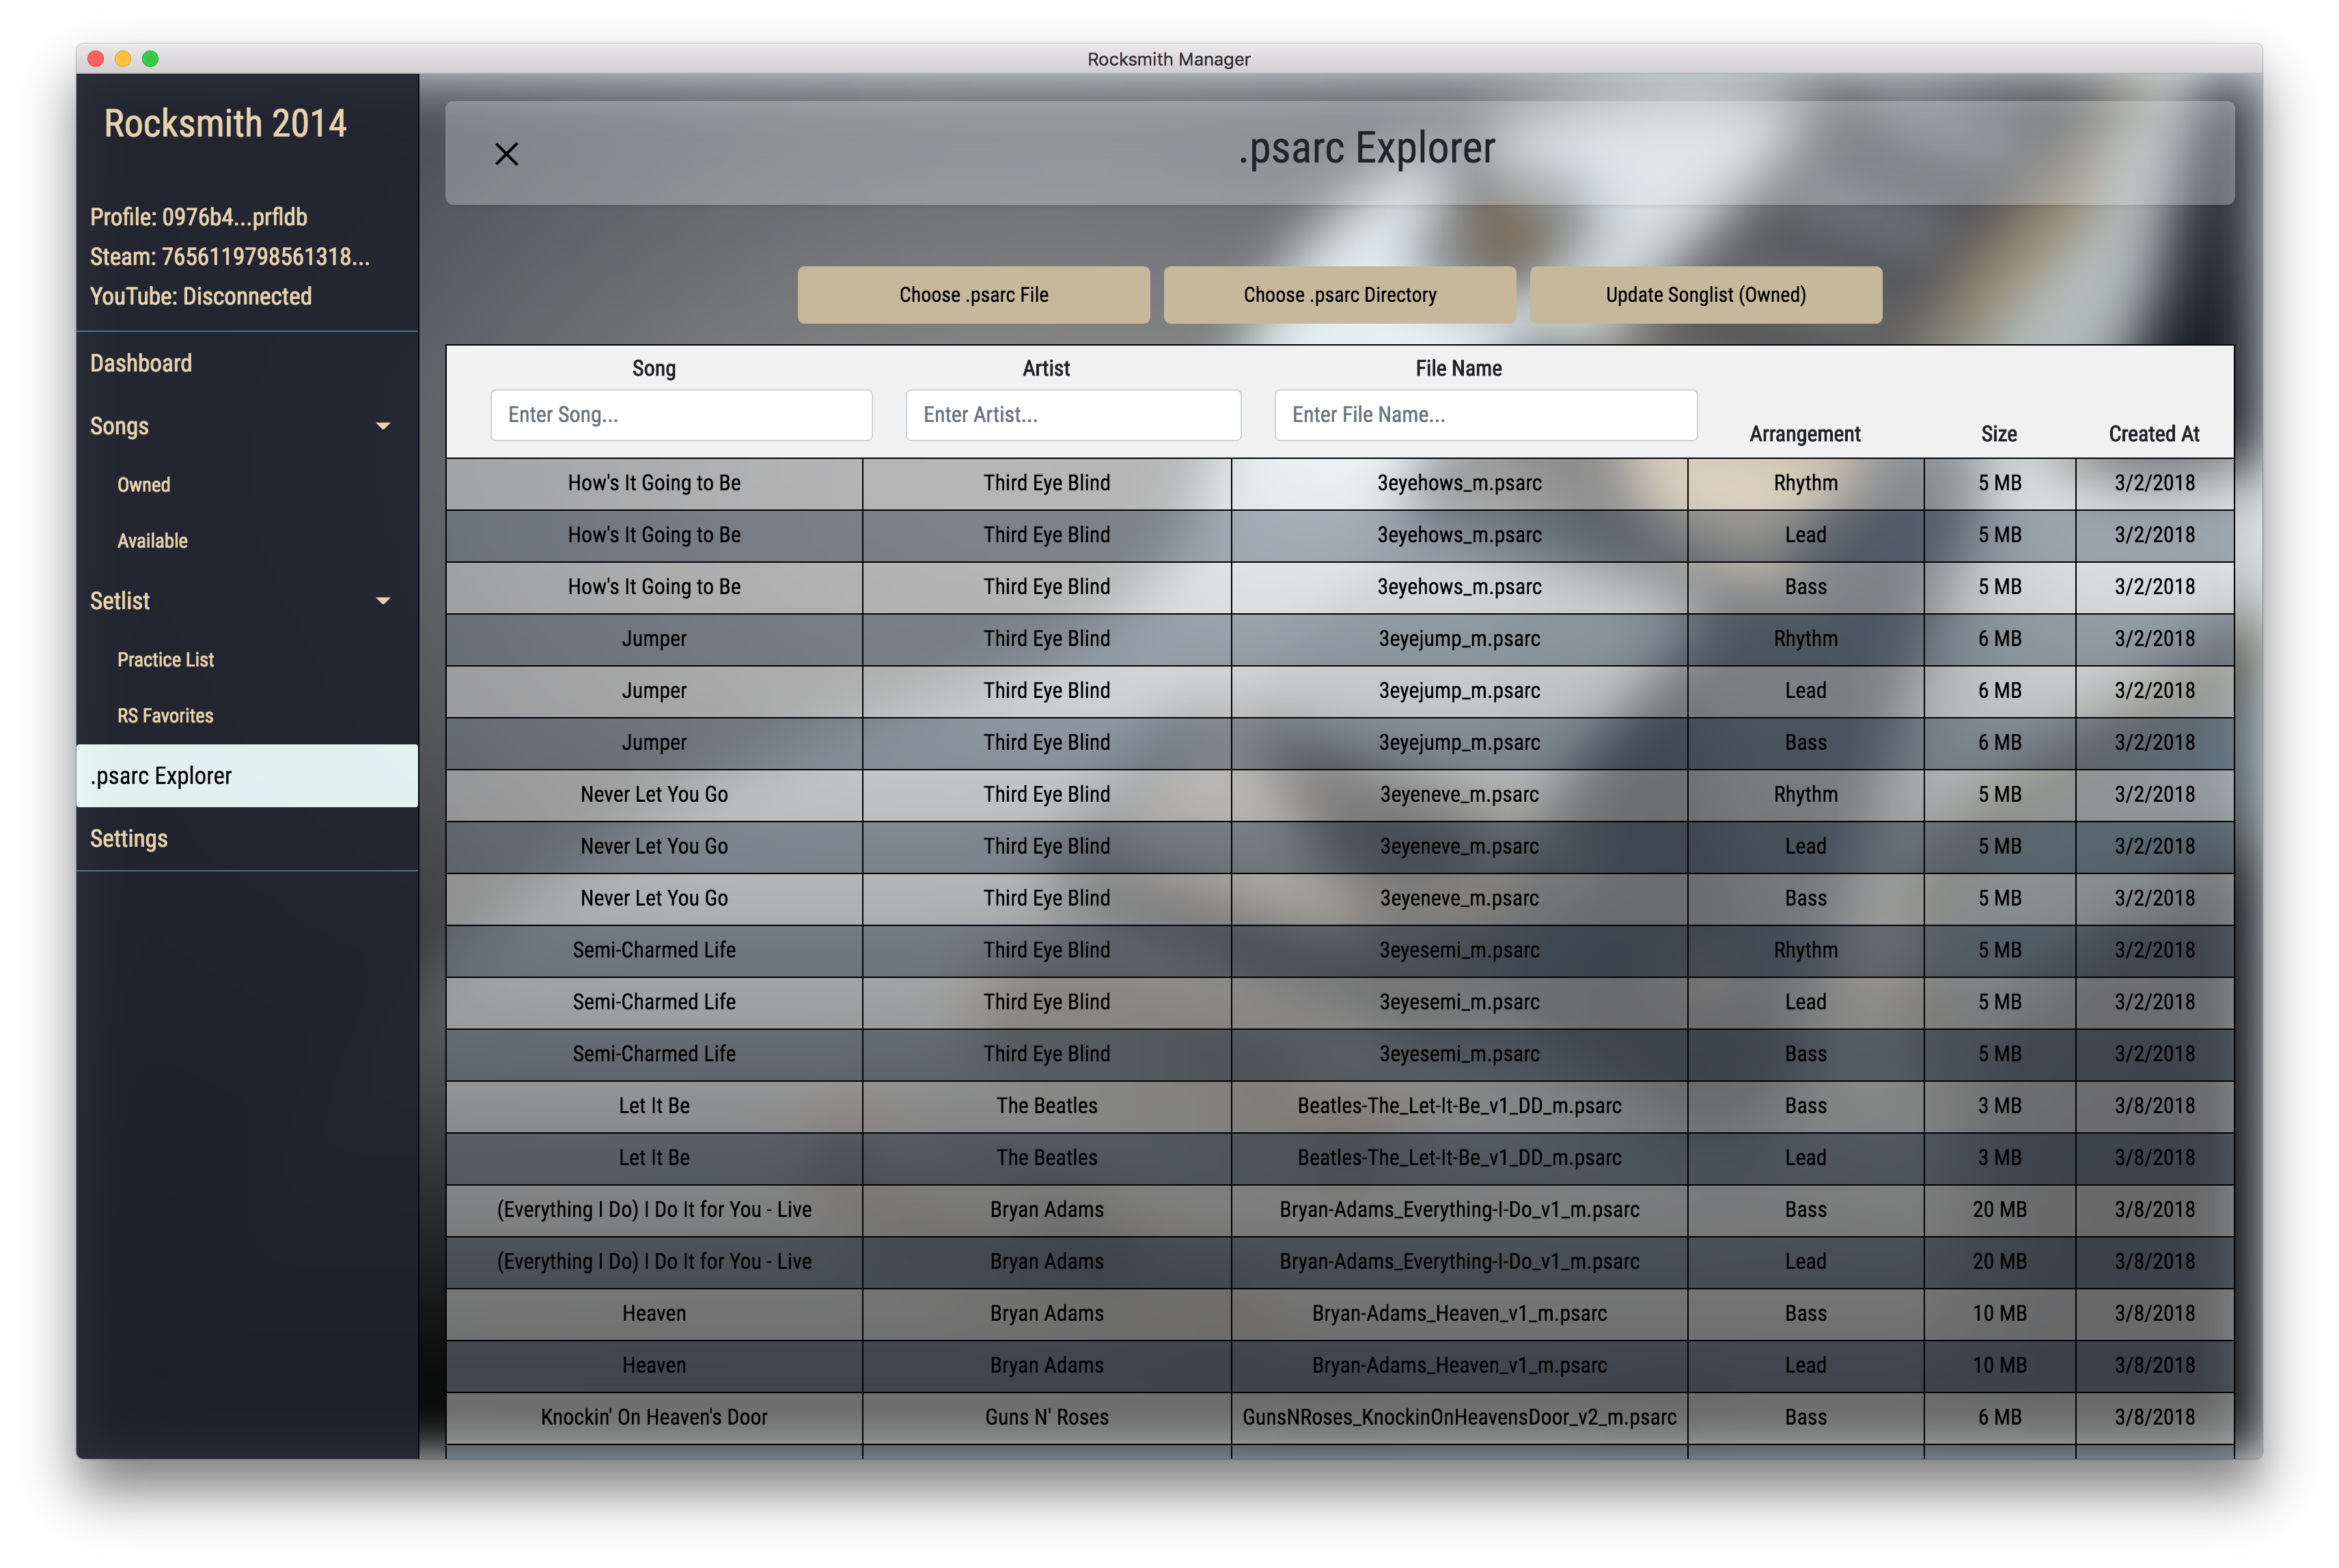 Rocksmith Manager
Rocksmith 2014
Profile: 0976b4...prfldb
Steam: 7656119798561318...
YouTube: Disconnected
Dashboard
Songs
Owned
Available
Setlist
Practice List
RS Favorites
.psarc Explorer
Settings
.psarc Explorer
Choose .psarc File Choose .psarc Directory Update Songlist (Owned)
Song Artist File Name
Enter Song... Enter Artist... Enter File Name...
Arrangement Size Created At
How's It Going to Be Third Eye Blind 3eyehows_m.psarc Rhythm 5 MB 3/2/2018
How's It Going to Be Third Eye Blind 3eyehows_m.psarc Lead 5 MB 3/2/2018
How's It Going to Be Third Eye Blind 3eyehows_m.psarc Bass 5 MB 3/2/2018
Jumper Third Eye Blind 3eyejump_m.psarc Rhythm 6 MB 3/2/2018
Jumper Third Eye Blind 3eyejump_m.psarc Lead 6 MB 3/2/2018
Jumper Third Eye Blind 3eyejump_m.psarc Bass 6 MB 3/2/2018
Never Let You Go Third Eye Blind 3eyeneve_m.psarc Rhythm 5 MB 3/2/2018
Never Let You Go Third Eye Blind 3eyeneve_m.psarc Lead 5 MB 3/2/2018
Never Let You Go Third Eye Blind 3eyeneve_m.psarc Bass 5 MB 3/2/2018
Semi-Charmed Life Third Eye Blind 3eyesemi_m.psarc Rhythm 5 MB 3/2/2018
Semi-Charmed Life Third Eye Blind 3eyesemi_m.psarc Lead 5 MB 3/2/2018
Semi-Charmed Life Third Eye Blind 3eyesemi_m.psarc Bass 5 MB 3/2/2018
Let It Be The Beatles Beatles-The_Let-It-Be_v1_DD_m.psarc Bass 3 MB 3/8/2018
Let It Be The Beatles Beatles-The_Let-It-Be_v1_DD_m.psarc Lead 3 MB 3/8/2018
(Everything I Do) I Do It for You - Live Bryan Adams Bryan-Adams_Everything-I-Do_v1_m.psarc Bass 20 MB 3/8/2018
(Everything I Do) I Do It for You - Live Bryan Adams Bryan-Adams_Everything-I-Do_v1_m.psarc Lead 20 MB 3/8/2018
Heaven Bryan Adams Bryan-Adams_Heaven_v1_m.psarc Bass 10 MB 3/8/2018
Heaven Bryan Adams Bryan-Adams_Heaven_v1_m.psarc Lead 10 MB 3/8/2018
Knockin' On Heaven's Door Guns N' Roses GunsNRoses_KnockinOnHeavensDoor_v2_m.psarc Bass 6 MB 3/8/2018